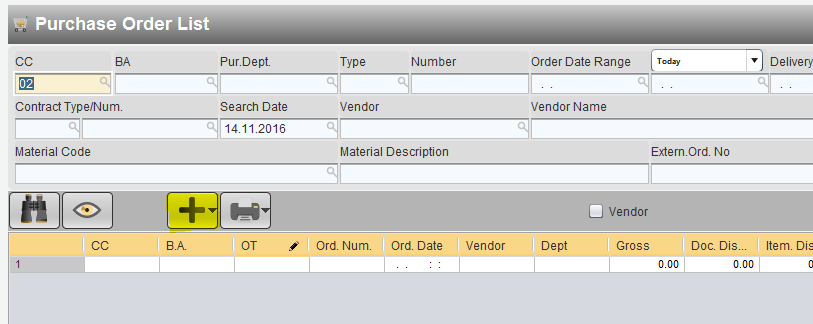 Purchase Order List
CC BA Pur.Dept. Type Number Order Date Range Today Delivery
02 . . . . . .
Contract Type/Num. Search Date Vendor Vendor Name
14.11.2016
Material Code Material Description Extern.Ord. No
Vendor
CC B.A. OT Ord. Num. Ord. Date Vendor Dept Gross Doc. Dis... Item. Dis
1 . . : : 0.00 0.00 0